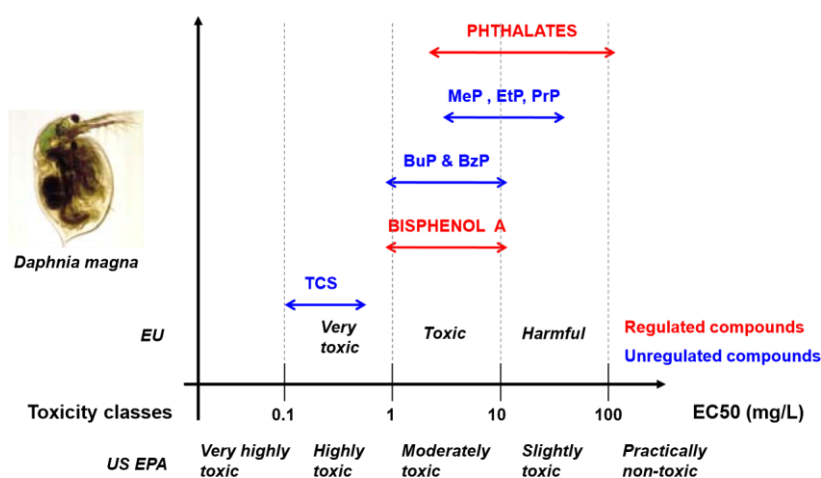 PHTHALATES
MeP , EtP, PrP
BuP & BzP
BISPHENOL A
Daphnia magna
TCS
EU
Very toxic
Toxic
Harmful
Regulated compounds
Unregulated compounds
Toxicity classes
0.1
1
10
100
EC50 (mg/L)
US EPA
Very highly toxic
Highly toxic
Moderately toxic
Slightly toxic
Practically non-toxic